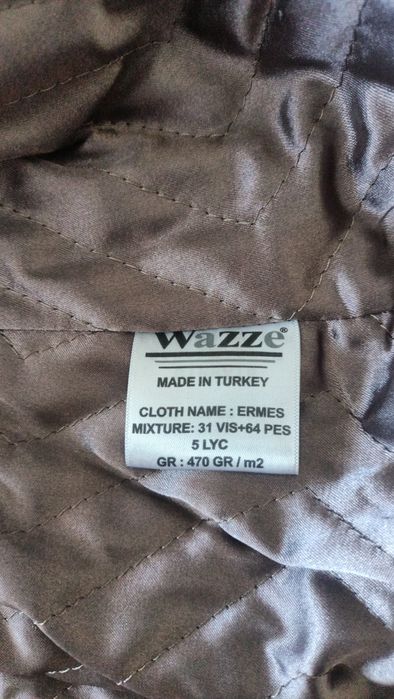 Wazze®
MADE IN TURKEY
CLOTH NAME : ERMES
MIXTURE: 31 VIS+64 PES
5 LYC
GR : 470 GR / m2